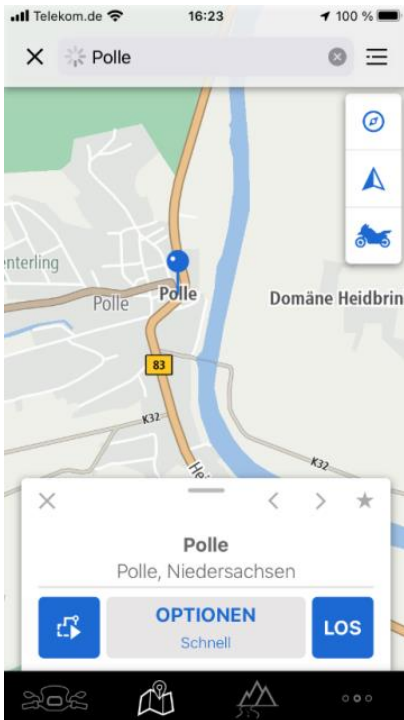 Telekom.de 16:23 100 %
Polle
enterling
Polle
Polle
Domäne Heidbrin
83
K32
K32
Hei
Polle
Polle, Niedersachsen
OPTIONEN
Schnell
LOS